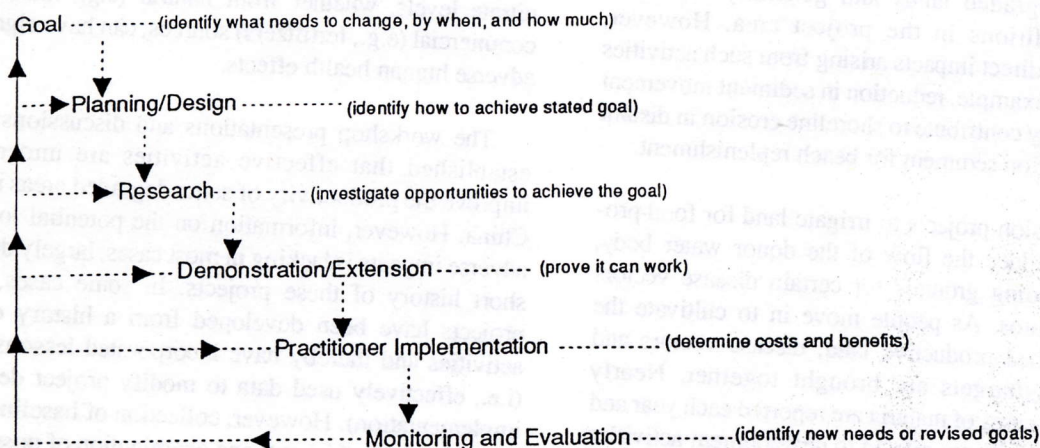 Goal (identify what needs to change, by when, and how much)
Planning/Design (identify how to achieve stated goal)
Research (investigate opportunities to achieve the goal)
Demonstration/Extension (prove it can work)
Practitioner Implementation (determine costs and benefits)
Monitoring and Evaluation (identify new needs or revised goals)